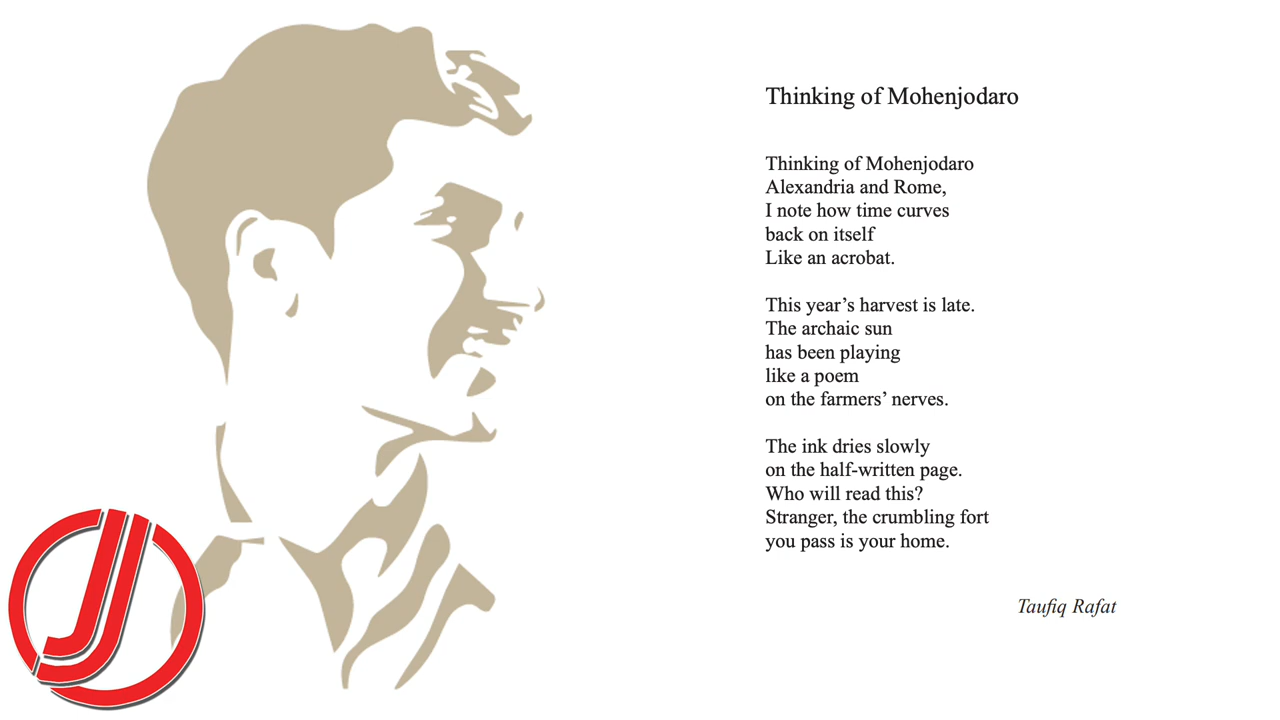 Thinking of Mohenjodaro
Thinking of Mohenjodaro
Alexandria and Rome,
I note how time curves
back on itself
Like an acrobat.
This year’s harvest is late.
The archaic sun
has been playing
like a poem
on the farmers’ nerves.
The ink dries slowly
on the half-written page.
Who will read this?
Stranger, the crumbling fort
you pass is your home.
Taufiq Rafat